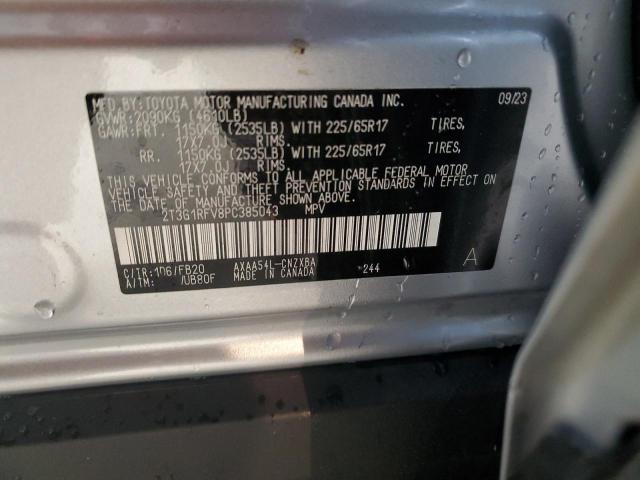 MFD.BY:TOYOTA MOTOR MANUFACTURING CANADA INC. 09/23
GVWR:2090KG (4610LB)
GAWR:FRT. 1150KG (2535LB) WITH 225/65R17 TIRES,
17X7.0J RIMS.
RR. 1150KG (2535LB) WITH 225/65R17 TIRES,
17X7.0J RIMS.
THIS VEHICLE CONFORMS TO ALL APPLICABLE FEDERAL MOTOR
VEHICLE SAFETY AND THEFT PREVENTION STANDARDS IN EFFECT ON
THE DATE OF MANUFACTURE SHOWN ABOVE.
2T3G1RFV8PC385043 MPV
C/TR:1D6/FB20 AXAA54L-CNZXBA 244 A
A/TM: /UB80F MADE IN CANADA